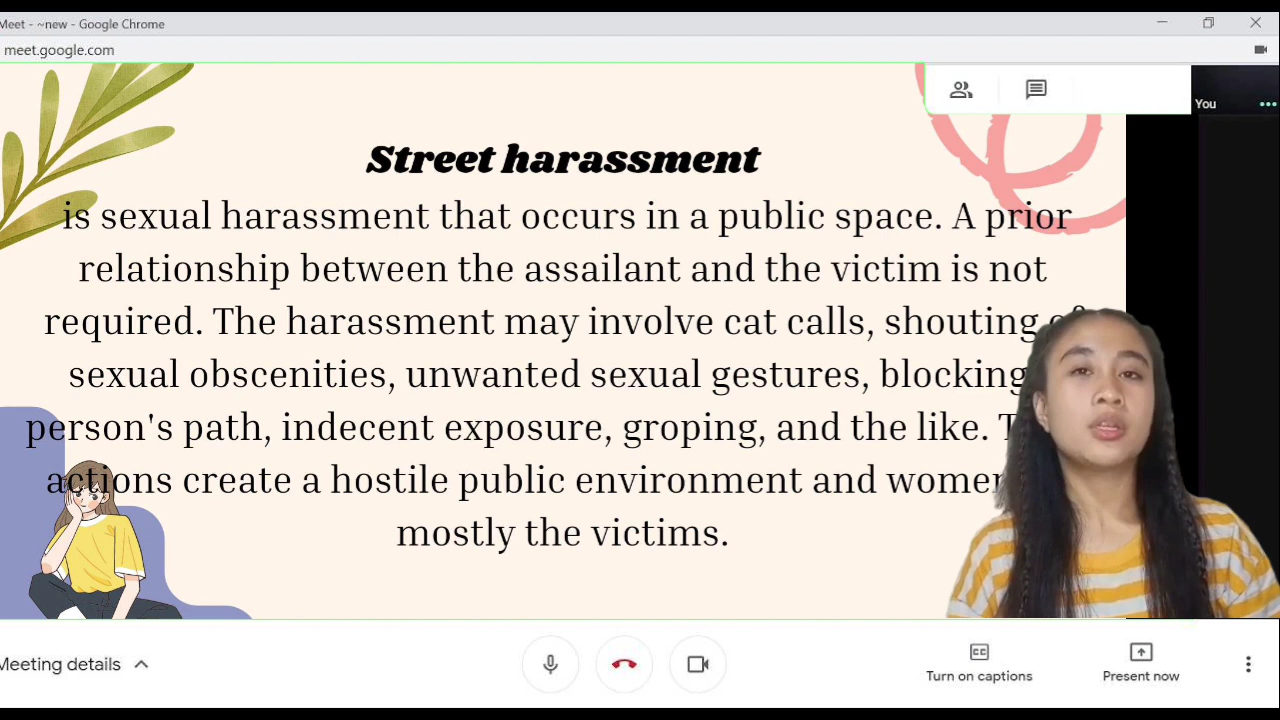 Meet - ~new - Google Chrome
meet.google.com
You
Street harassment
is sexual harassment that occurs in a public space. A prior
relationship between the assailant and the victim is not
required. The harassment may involve cat calls, shouting of
sexual obscenities, unwanted sexual gestures, blocking
person's path, indecent exposure, groping, and the like.
actions create a hostile public environment and women
mostly the victims.
Meeting details
Turn on captions
Present now